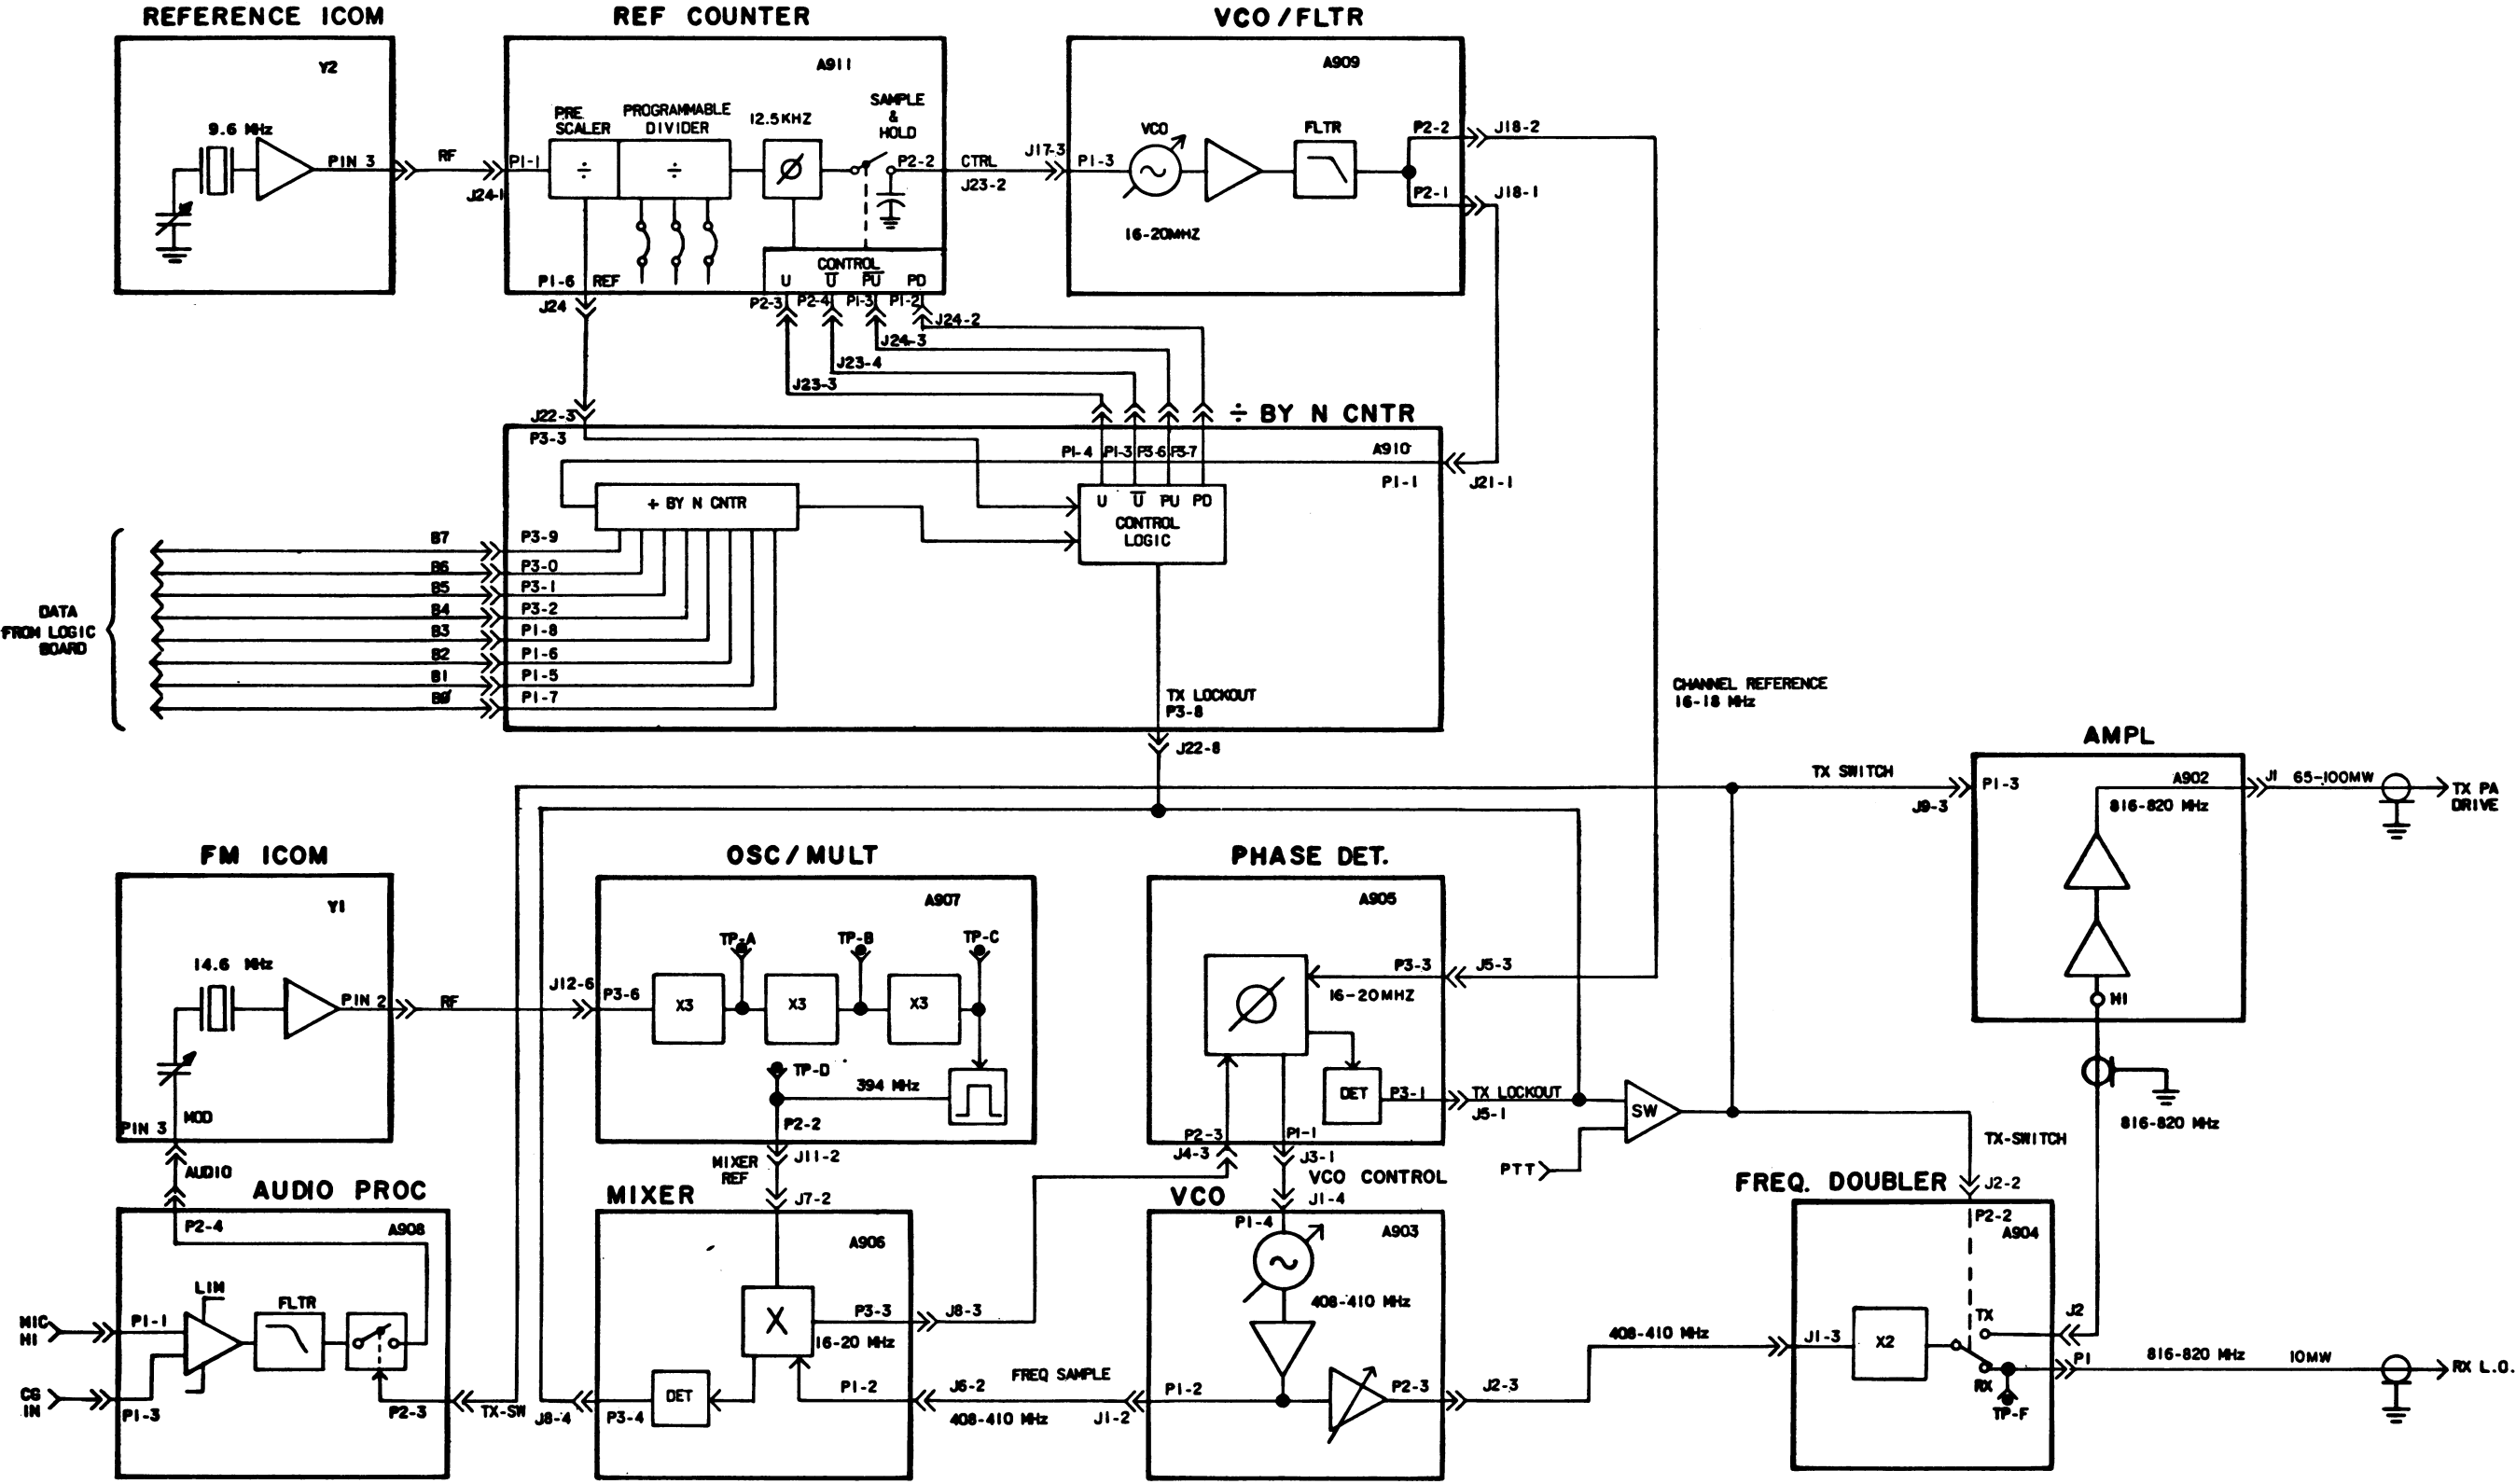 REFERENCE ICOM
Y2
9.6 MHz
PIN 3
RF
J24-1
REF COUNTER
A911
PRE
SCALER
PROGRAMMABLE
DIVIDER
12.5KHZ
SAMPLE
&
HOLD
P1-1
÷
÷
Ø
P2-2
CTRL
J23-2
J17-3
P1-6
REF
CONTROL
U
U̅
P̅U̅
PD
J24
P2-3
P2-4
P1-3
P1-2
J24-2
J24-3
J23-4
J23-3
VCO/FLTR
A909
VCO
FLTR
P1-3
16-20MHZ
P2-2
J18-2
P2-1
J18-1
J22-3
P3-3
÷ BY N CNTR
P1-4
P1-3
P3-6
P3-7
A910
P1-1
J21-1
÷ BY N CNTR
U
U̅
PU
PD
CONTROL
LOGIC
DATA
FROM LOGIC
BOARD
B7
P3-9
B6
P3-0
B5
P3-1
B4
P3-2
B3
P1-8
B2
P1-6
B1
P1-5
BØ
P1-7
TX LOCKOUT
P3-8
J22-8
CHANNEL REFERENCE
16-18 MHz
AMPL
TX SWITCH
J9-3
P1-3
A902
816-820 MHz
J1
65-100MW
TX PA
DRIVE
H1
816-820 MHz
FM ICOM
Y1
14.6 MHz
PIN 2
RF
J12-6
MOD
PIN 3
AUDIO
OSC/MULT
A907
TP-A
TP-B
TP-C
P3-6
X3
X3
X3
TP-D
394 MHz
P2-2
MIXER
REF
J11-2
J7-2
PHASE DET.
A905
P3-3
J5-3
Ø
16-20MHZ
DET
P3-1
TX LOCKOUT
J5-1
SW
PTT
P2-3
P1-1
J4-3
J3-1
VCO CONTROL
J1-4
TX-SWITCH
J2-2
AUDIO PROC
P2-4
A908
LIM
FLTR
MIC
HI
P1-1
CG
IN
P1-3
P2-3
TX-SW
J8-4
MIXER
A906
X
P3-3
J8-3
16-20 MHz
DET
P3-4
P1-2
J6-2
FREQ SAMPLE
408-410 MHz
J1-2
VCO
P1-4
A903
408-410 MHz
P1-2
P2-3
J2-3
408-410 MHz
FREQ. DOUBLER
P2-2
A904
J1-3
X2
TX
RX
TP-F
J2
P1
816-820 MHz
10MW
RX L.O.